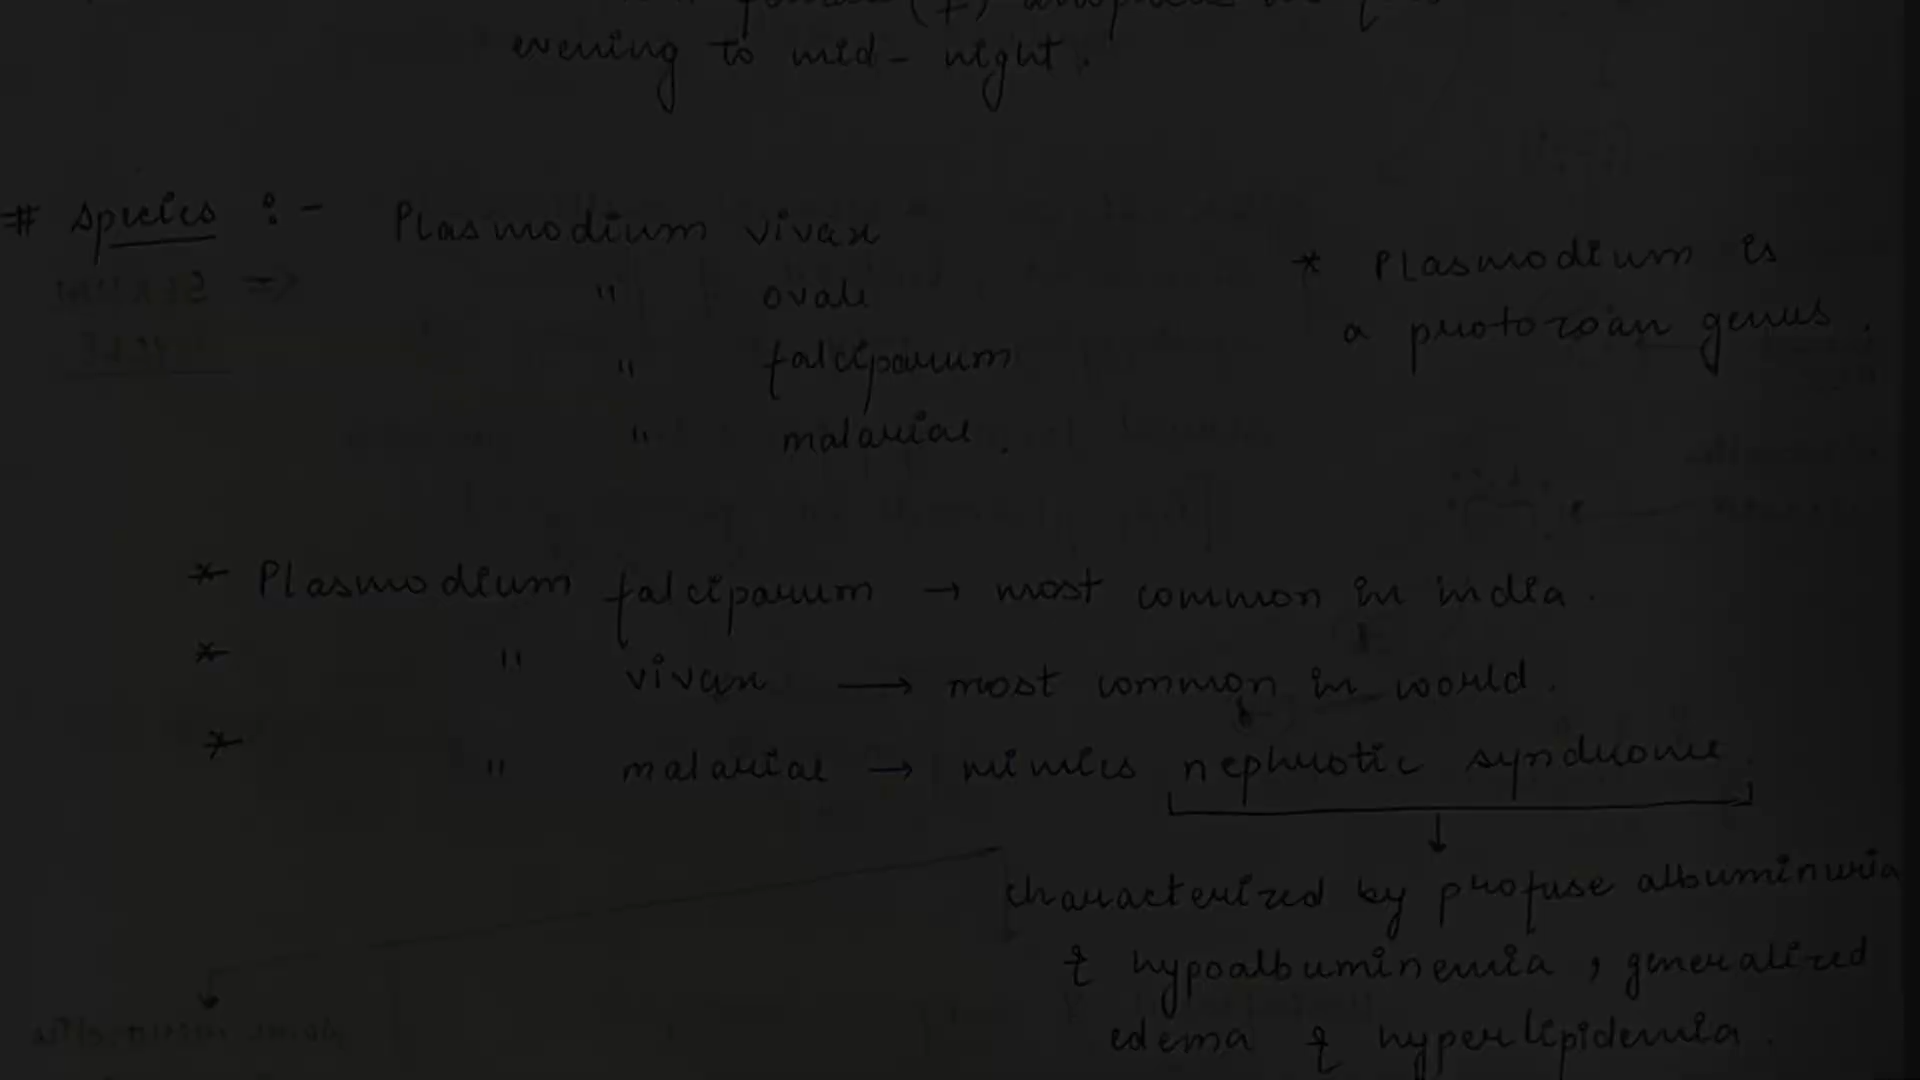 evening to mid-night.
# Species :- Plasmodium vivax
" ovale
" falciparum
" malariae.
* Plasmodium is
a protozoan genus.
* Plasmodium falciparum → most common in india.
* " vivax → most common in world.
* " malariae → mimics nephrotic syndrome.
characterized by profuse albuminuria
& hypoalbuminemia, generalized
edema & hyperlipidemia.